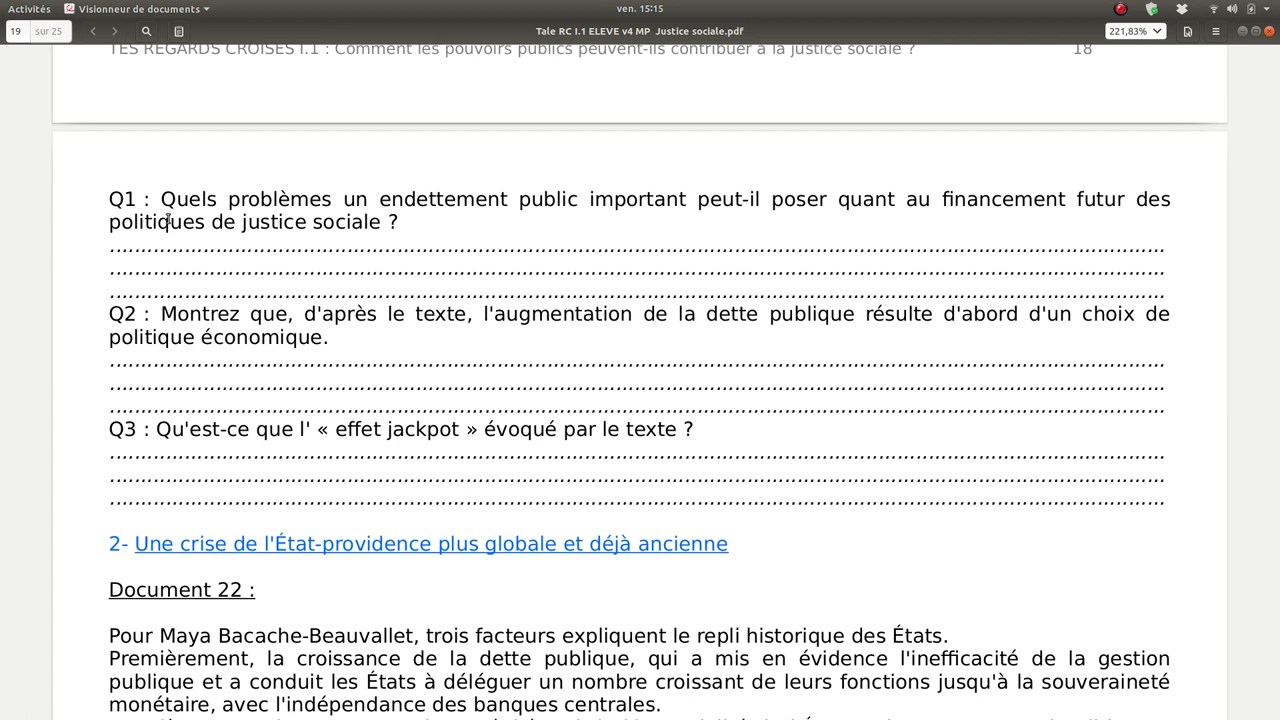 Activités Visionneur de documents ven. 15:15
19 sur 25 Tale RC I.1 ELEVE v4 MP Justice sociale.pdf 221,83%
TES REGARDS CROISES I.1 : Comment les pouvoirs publics peuvent-ils contribuer à la justice sociale ? 18
Q1 : Quels problèmes un endettement public important peut-il poser quant au financement futur des
politiques de justice sociale ?
Q2 : Montrez que, d'après le texte, l'augmentation de la dette publique résulte d'abord d'un choix de
politique économique.
Q3 : Qu'est-ce que l' « effet jackpot » évoqué par le texte ?
2- Une crise de l'État-providence plus globale et déjà ancienne
Document 22 :
Pour Maya Bacache-Beauvallet, trois facteurs expliquent le repli historique des États.
Premièrement, la croissance de la dette publique, qui a mis en évidence l'inefficacité de la gestion
publique et a conduit les États à déléguer un nombre croissant de leurs fonctions jusqu'à la souveraineté
monétaire, avec l'indépendance des banques centrales.